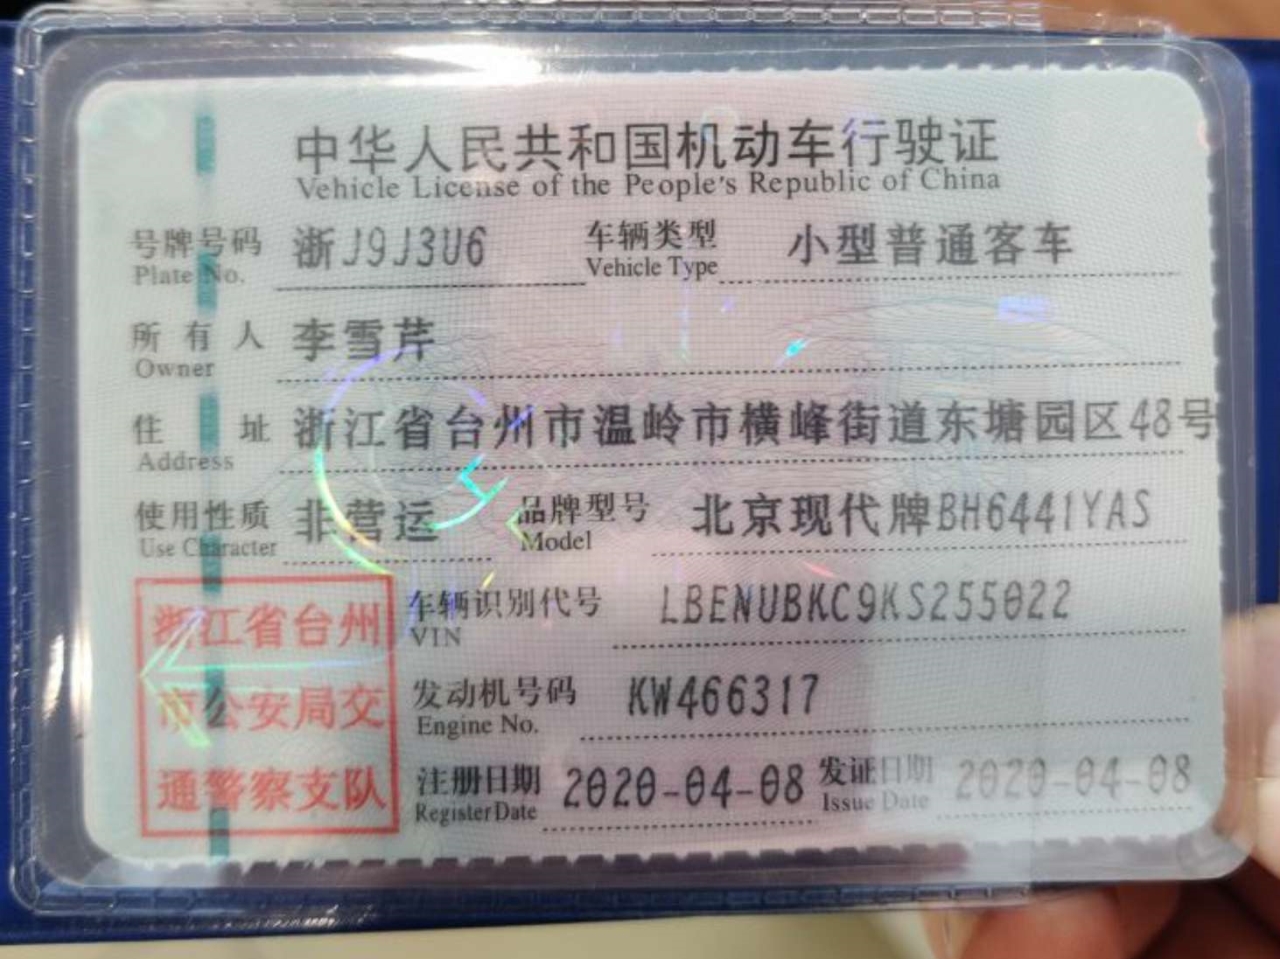 中华人民共和国机动车行驶证
Vehicle License of the People's Republic of China
号牌号码 浙J9J3U6 车辆类型 小型普通客车
Plate No. Vehicle Type
所有人 李雪芹
Owner
住址 浙江省台州市温岭市横峰街道东塘园区48号
Address
使用性质 非营运 品牌型号 北京现代牌BH6441YAS
Use Character Model
浙江省台州 车辆识别代号 LBENUBKC9KS255022
VIN
市公安局交 发动机号码 KW466317
Engine No.
通警察支队 注册日期 2020-04-08 发证日期 2020-04-08
Register Date Issue Date